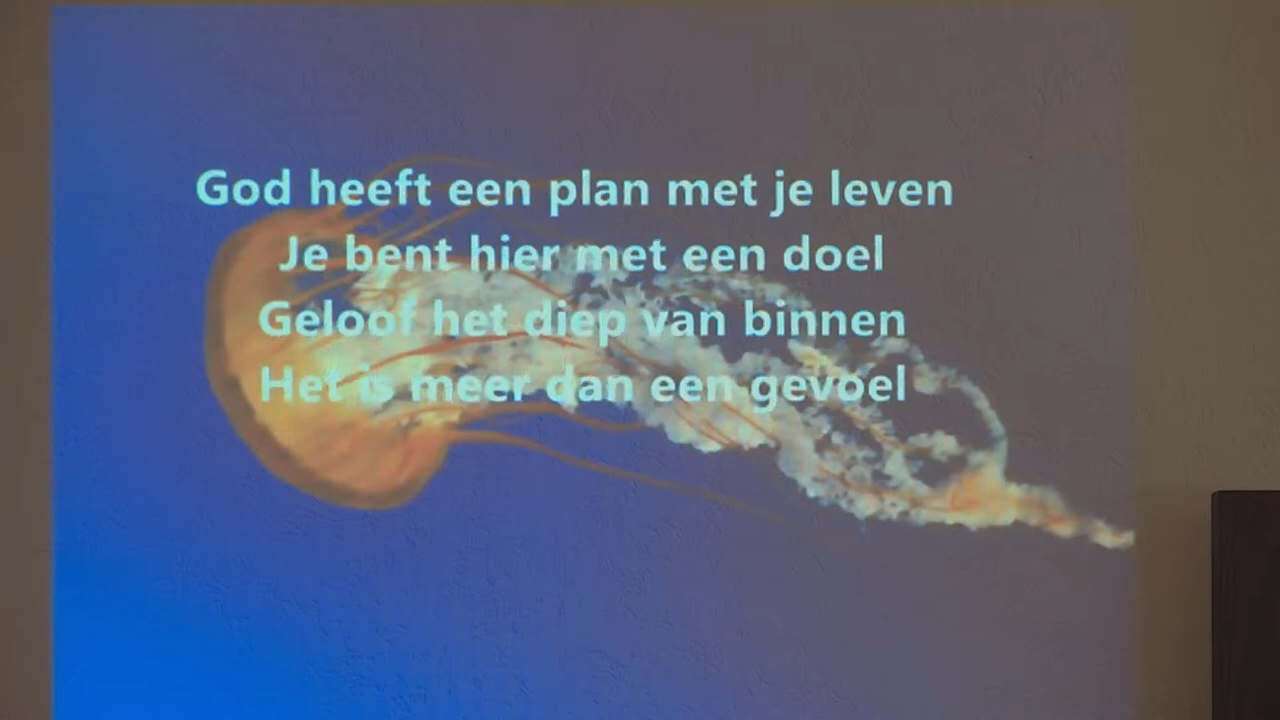 God heeft een plan met je leven
Je bent hier met een doel
Geloof het diep van binnen
Het is meer dan een gevoel